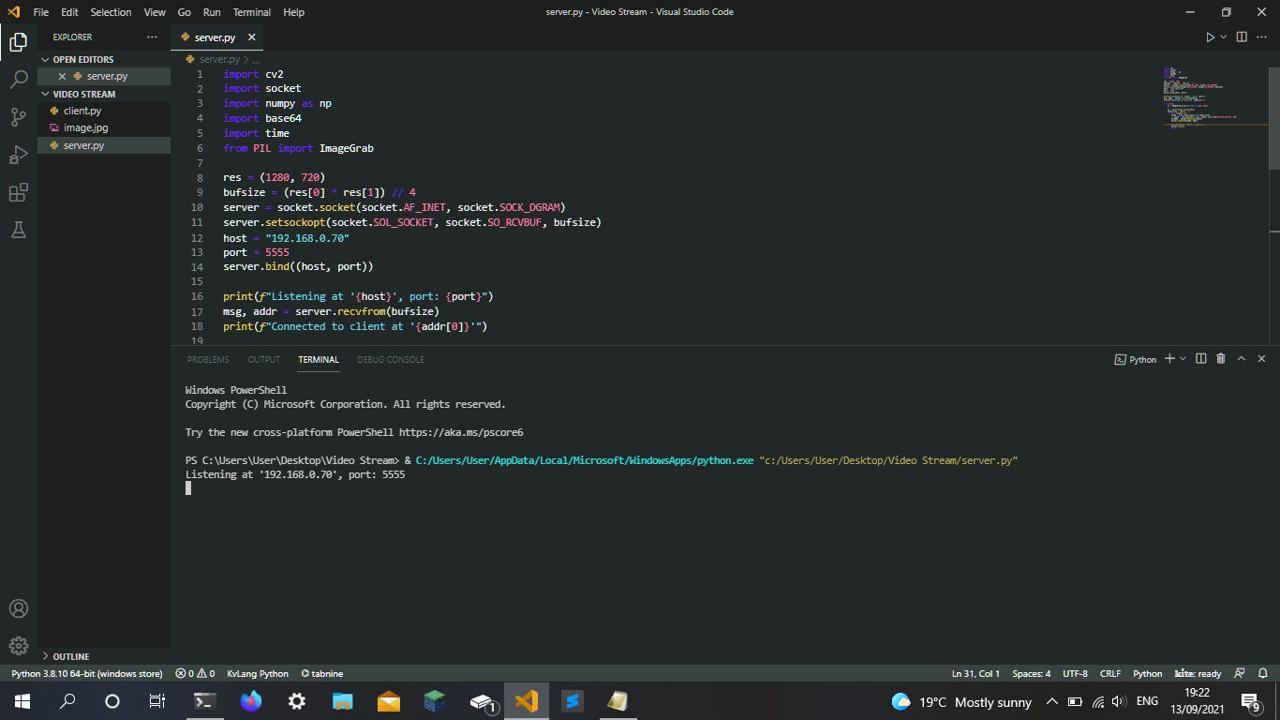 File Edit Selection View Go Run Terminal Help
server.py - Video Stream - Visual Studio Code
EXPLORER
OPEN EDITORS
server.py
VIDEO STREAM
client.py
image.jpg
server.py
OUTLINE
server.py
server.py > ...
1 import cv2
2 import socket
3 import numpy as np
4 import base64
5 import time
6 from PIL import ImageGrab
7
8 res = (1280, 720)
9 bufsize = (res[0] * res[1]) // 4
10 server = socket.socket(socket.AF_INET, socket.SOCK_DGRAM)
11 server.setsockopt(socket.SOL_SOCKET, socket.SO_RCVBUF, bufsize)
12 host = "192.168.0.70"
13 port = 5555
14 server.bind((host, port))
15
16 print(f"Listening at '{host}', port: {port}")
17 msg, addr = server.recvfrom(bufsize)
18 print(f"Connected to client at '{addr[0]}'")
19
PROBLEMS OUTPUT TERMINAL DEBUG CONSOLE
Python
Windows PowerShell
Copyright (C) Microsoft Corporation. All rights reserved.
Try the new cross-platform PowerShell https://aka.ms/pscore6
PS C:\Users\User\Desktop\Video Stream> & C:/Users/User/AppData/Local/Microsoft/WindowsApps/python.exe "c:/Users/User/Desktop/Video Stream/server.py"
Listening at '192.168.0.70', port: 5555
Python 3.8.10 64-bit (windows store) 0 0 KvLang Python tabnine
Ln 31, Col 1 Spaces: 4 UTF-8 CRLF Python kite: ready
1
19°C Mostly sunny
ENG
19:22
13/09/2021
9